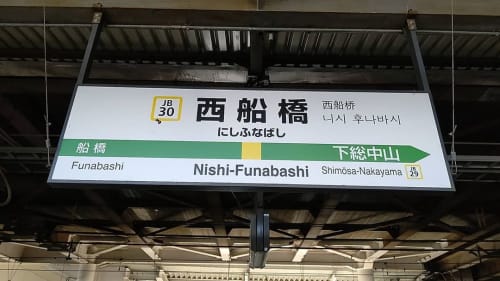 JB
30
西船橋
にしふなばし
西船桥
니시 후나바시
船橋
下総中山
Funabashi
Nishi-Funabashi
Shimōsa-Nakayama
JB
29